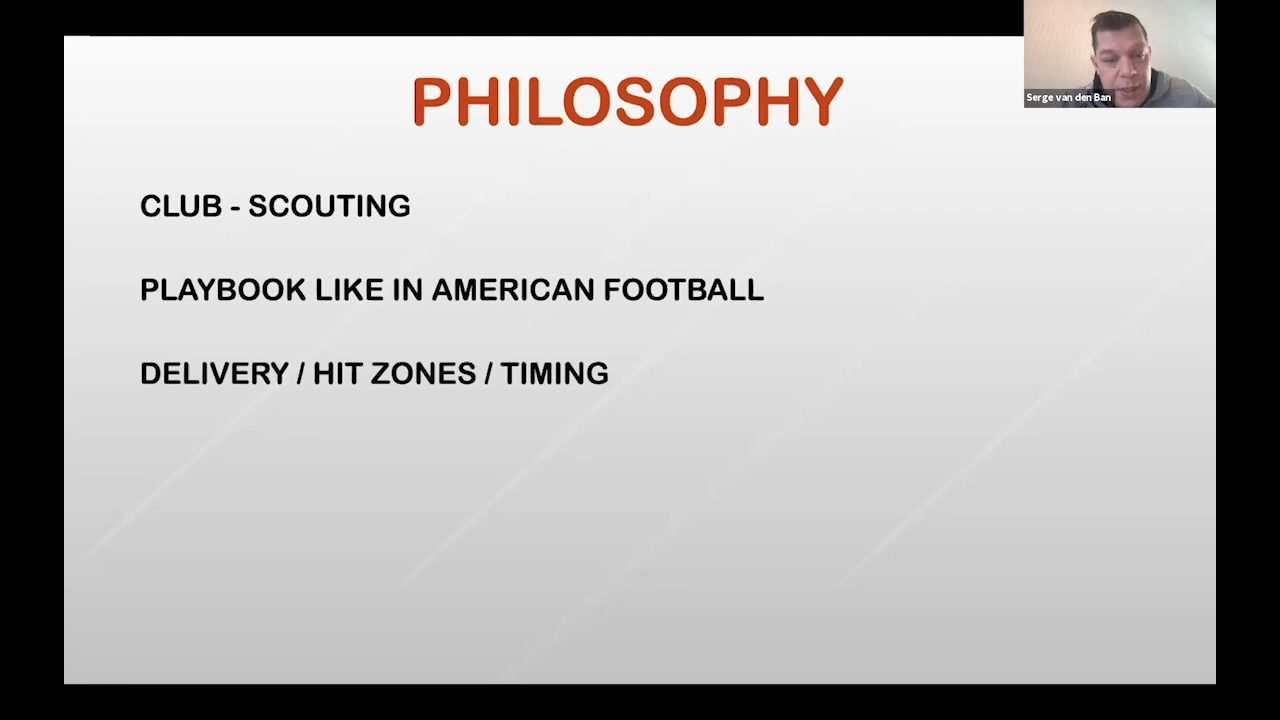 PHILOSOPHY
Serge van den Ban
CLUB - SCOUTING
PLAYBOOK LIKE IN AMERICAN FOOTBALL
DELIVERY / HIT ZONES / TIMING